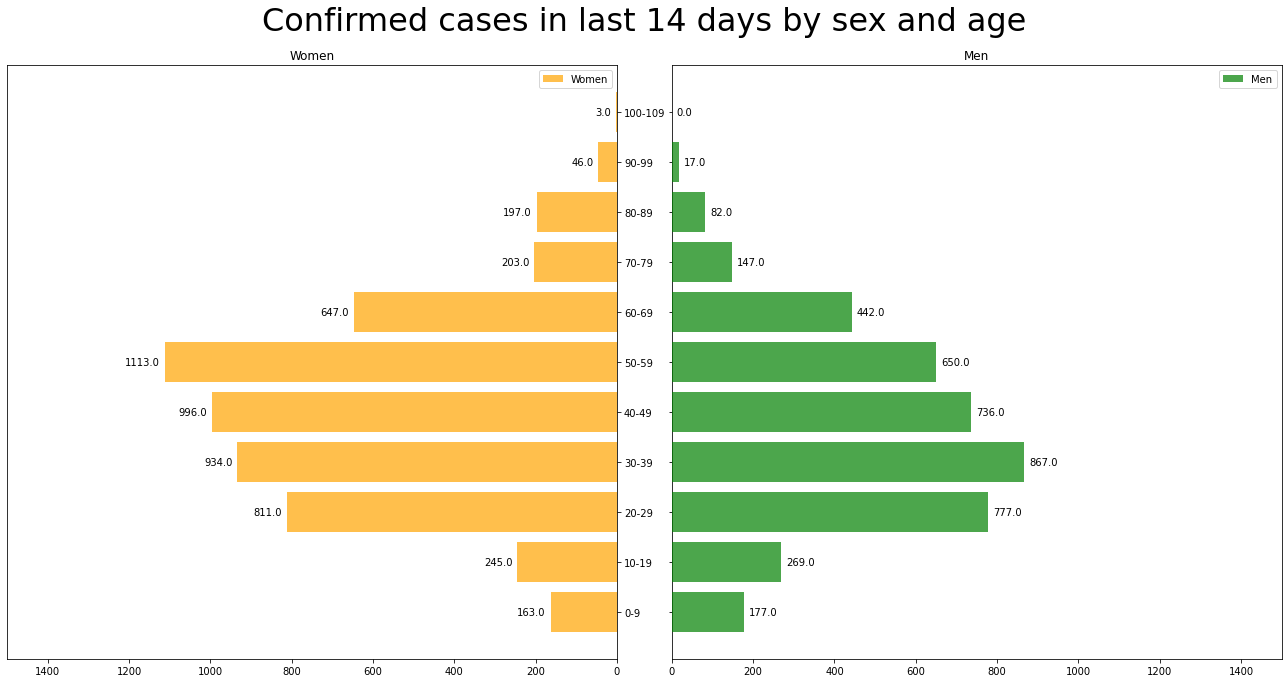 Confirmed cases in last 14 days by sex and age
Women
Men
Women
Men
3.0 100-109 0.0
46.0 90-99 17.0
197.0 80-89 82.0
203.0 70-79 147.0
647.0 60-69 442.0
1113.0 50-59 650.0
996.0 40-49 736.0
934.0 30-39 867.0
811.0 20-29 777.0
245.0 10-19 269.0
163.0 0-9 177.0
1400 1200 1000 800 600 400 200 0
0 200 400 600 800 1000 1200 1400